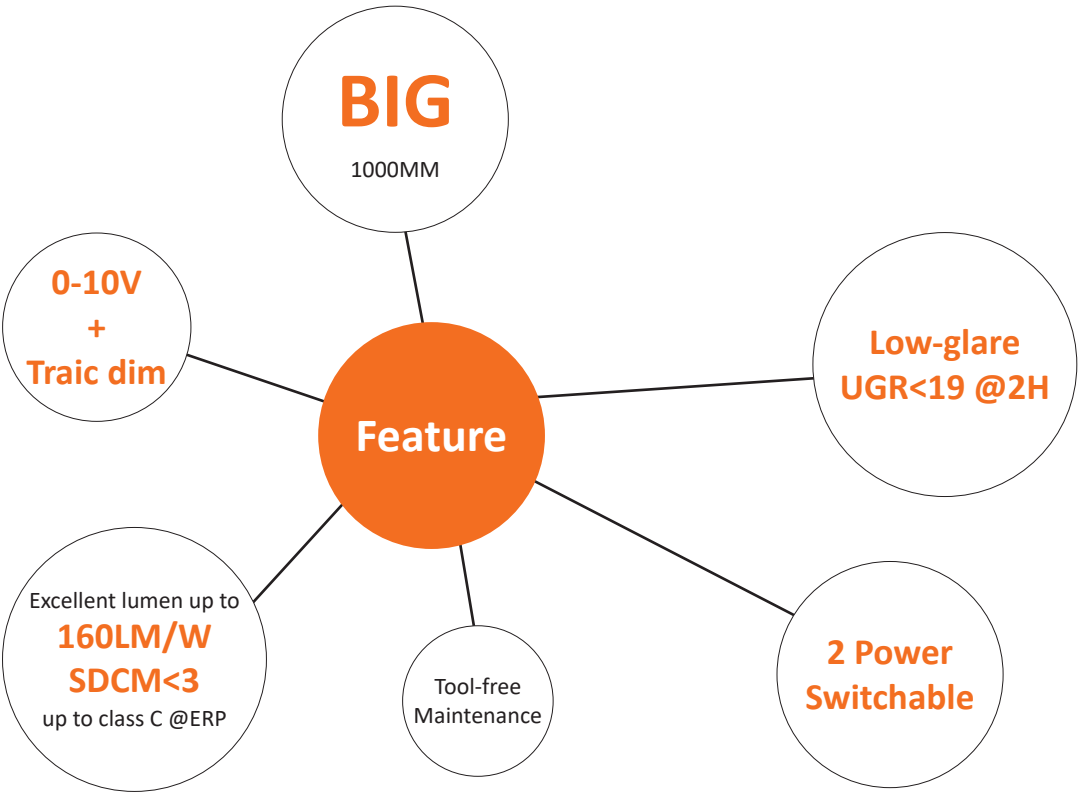 BIG
1000MM
0-10V
+
Traic dim
Low-glare
UGR<19 @2H
Feature
Excellent lumen up to
160LM/W
SDCM<3
up to class C @ERP
Tool-free
Maintenance
2 Power
Switchable